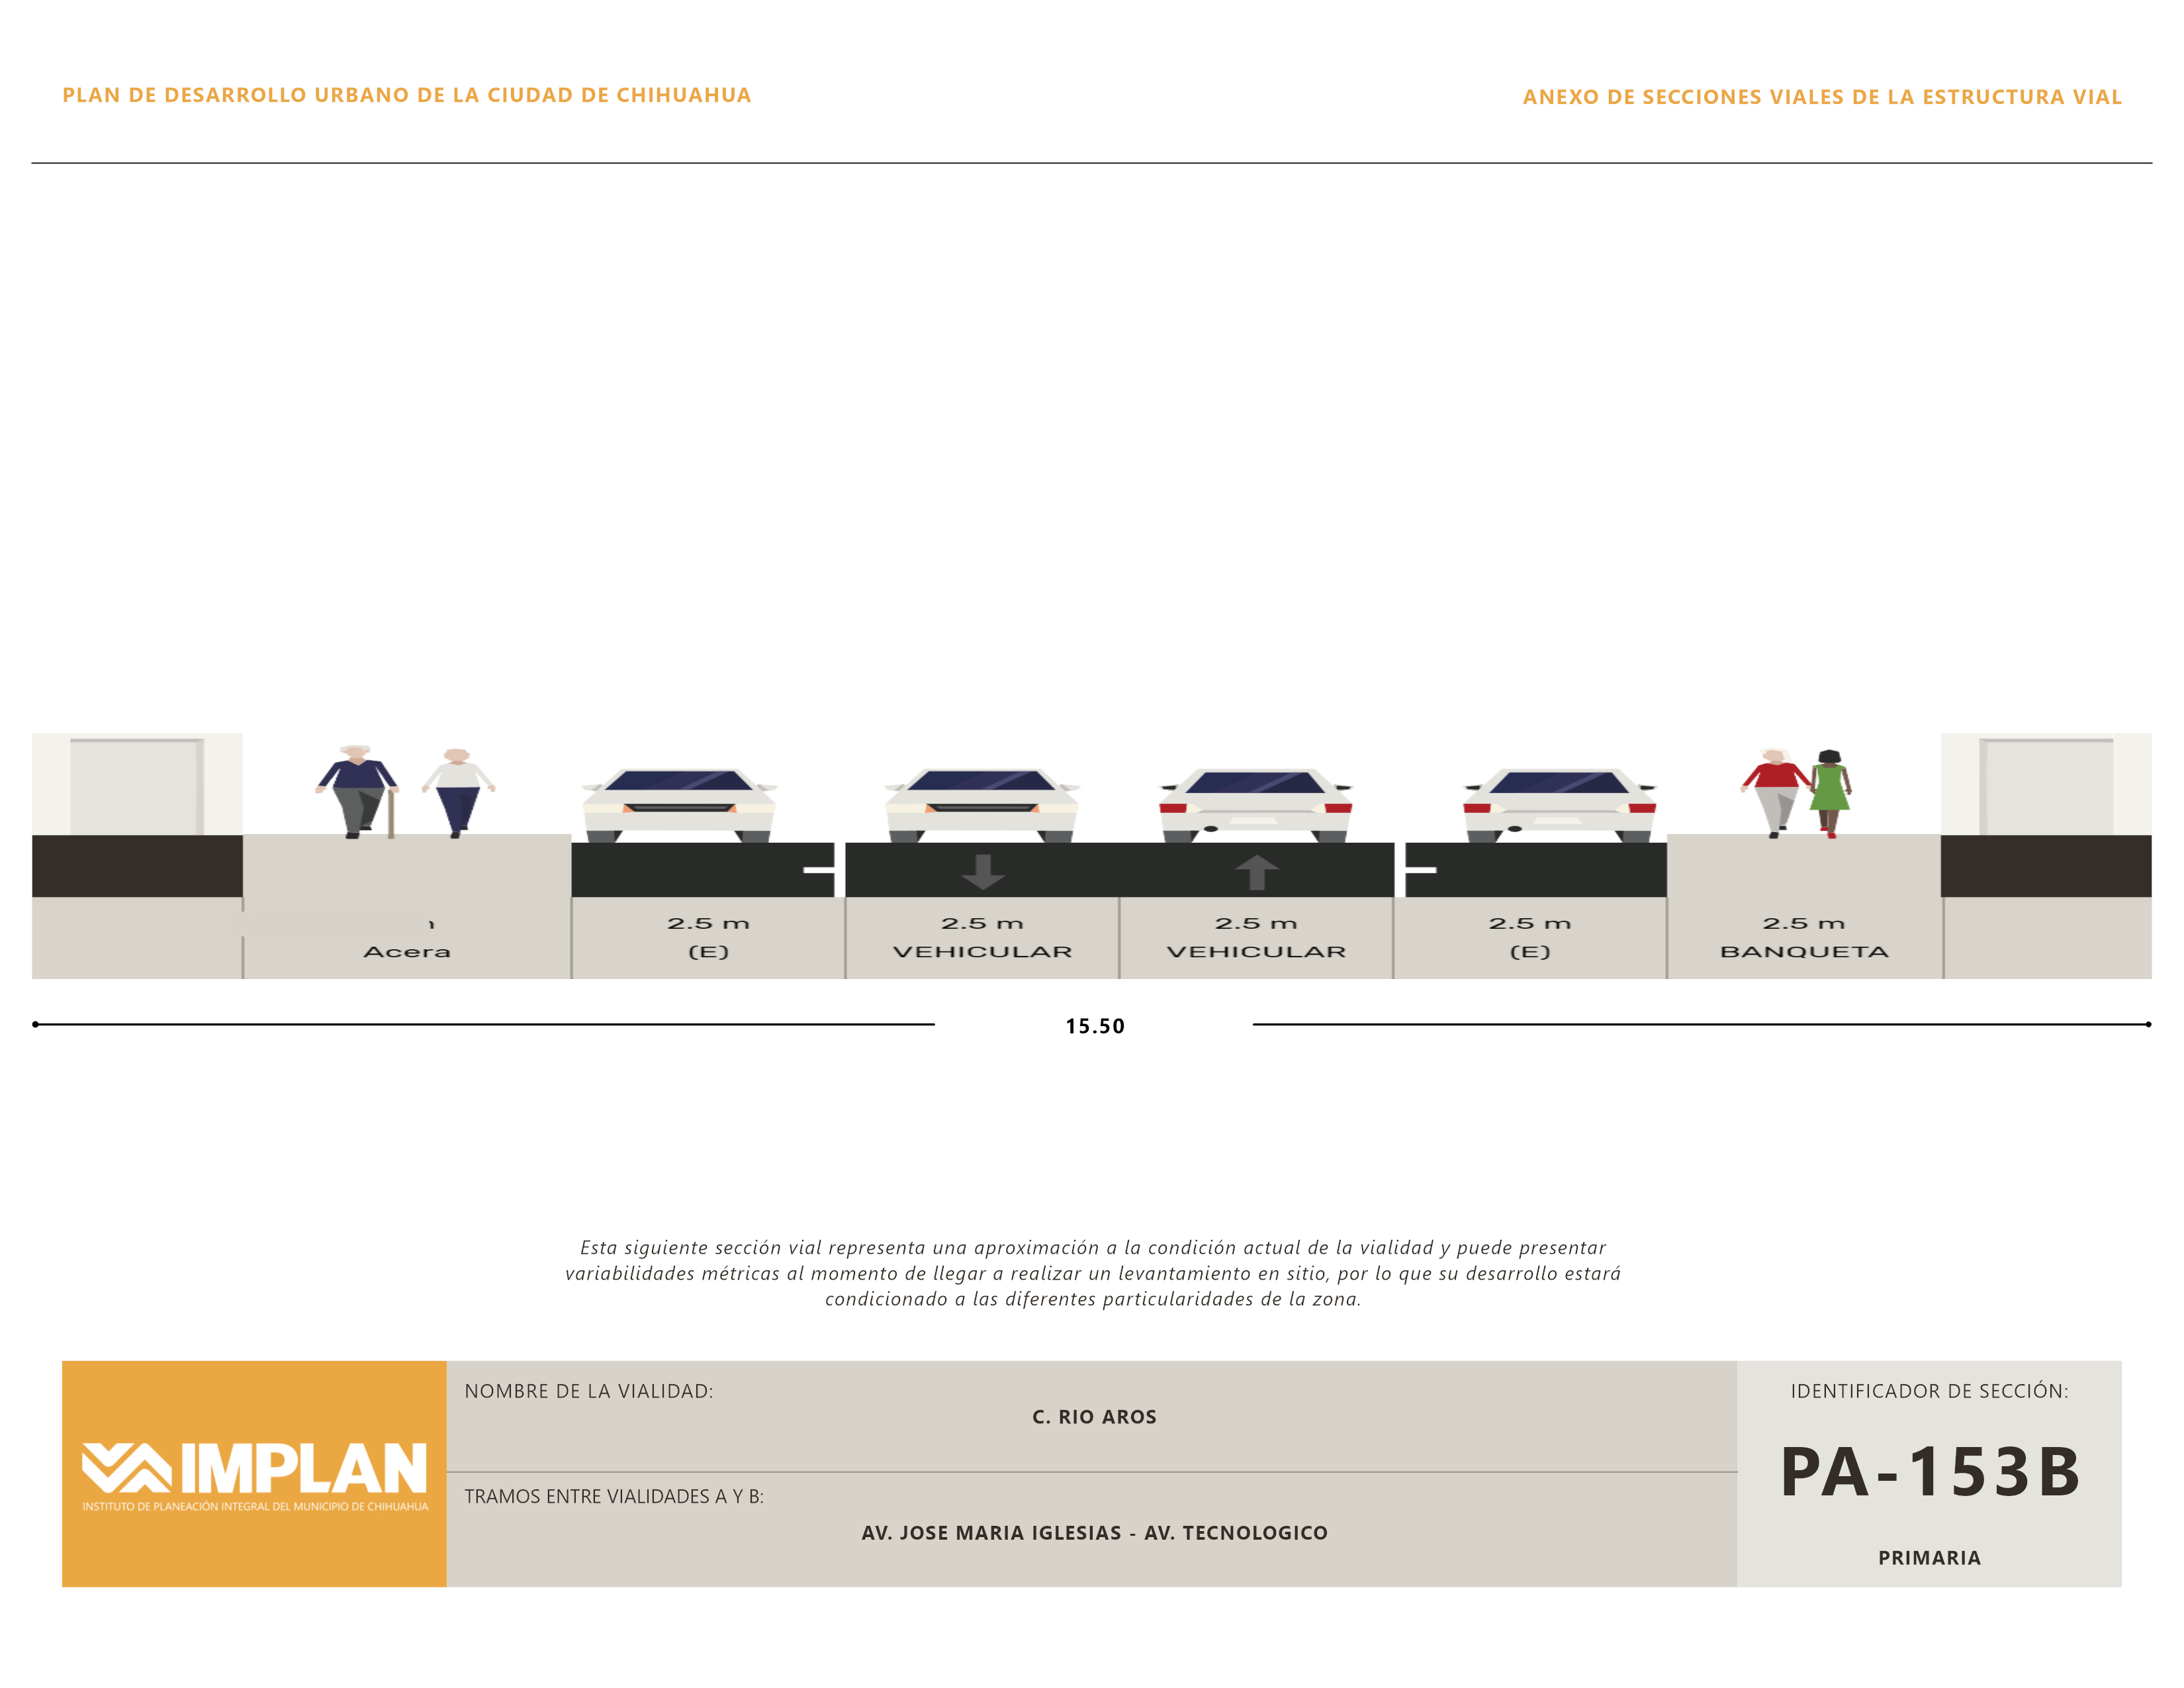 PLAN DE DESARROLLO URBANO DE LA CIUDAD DE CHIHUAHUA
ANEXO DE SECCIONES VIALES DE LA ESTRUCTURA VIAL
Acera
2.5 m
(E)
2.5 m
VEHICULAR
2.5 m
VEHICULAR
2.5 m
(E)
2.5 m
BANQUETA
15.50
Esta siguiente sección vial representa una aproximación a la condición actual de la vialidad y puede presentar
variabilidades métricas al momento de llegar a realizar un levantamiento en sitio, por lo que su desarrollo estará
condicionado a las diferentes particularidades de la zona.
IMPLAN
INSTITUTO DE PLANEACIÓN INTEGRAL DEL MUNICIPIO DE CHIHUAHUA
NOMBRE DE LA VIALIDAD:
C. RIO AROS
TRAMOS ENTRE VIALIDADES A Y B:
AV. JOSE MARIA IGLESIAS - AV. TECNOLOGICO
IDENTIFICADOR DE SECCIÓN:
PA-153B
PRIMARIA